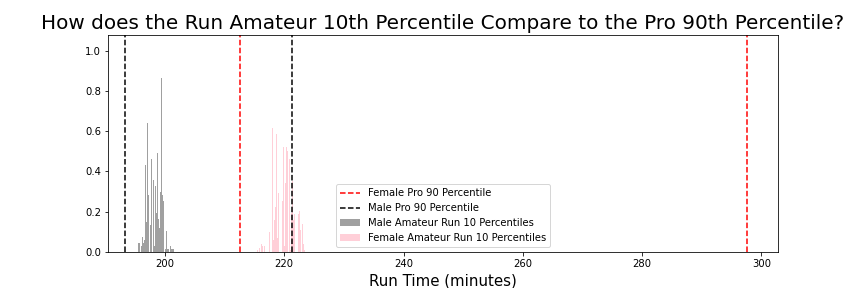 How does the Run Amateur 10th Percentile Compare to the Pro 90th Percentile?
1.0
0.8
0.6
0.4
0.2
0.0
Female Pro 90 Percentile
Male Pro 90 Percentile
Male Amateur Run 10 Percentiles
Female Amateur Run 10 Percentiles
200 220 240 260 280 300
Run Time (minutes)